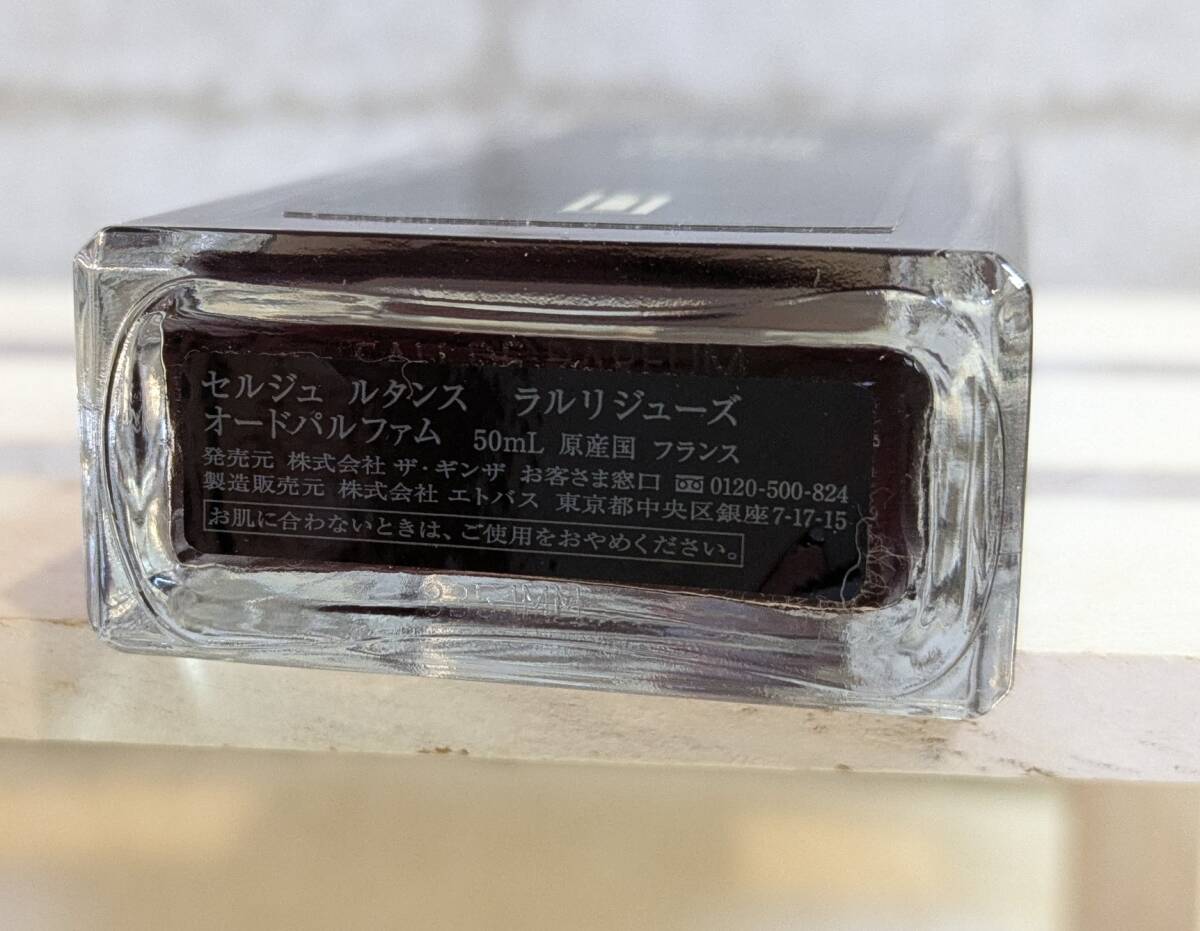 EAU DE PARFUM
セルジュ ルタンス ラルリジューズ
オードパルファム 50mL 原産国 フランス
発売元 株式会社 ザ・ギンザ お客さま窓口 0120-500-824
製造販売元 株式会社 エトバス 東京都中央区銀座7-17-15
お肌に合わないときは、ご使用をおやめください。